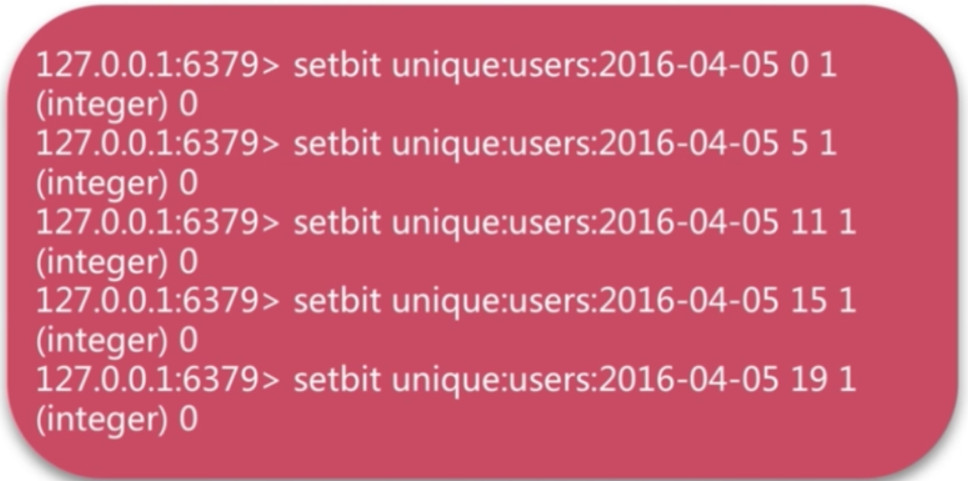 127.0.0.1:6379> setbit unique:users:2016-04-05 0 1
(integer) 0
127.0.0.1:6379> setbit unique:users:2016-04-05 5 1
(integer) 0
127.0.0.1:6379> setbit unique:users:2016-04-05 11 1
(integer) 0
127.0.0.1:6379> setbit unique:users:2016-04-05 15 1
(integer) 0
127.0.0.1:6379> setbit unique:users:2016-04-05 19 1
(integer) 0